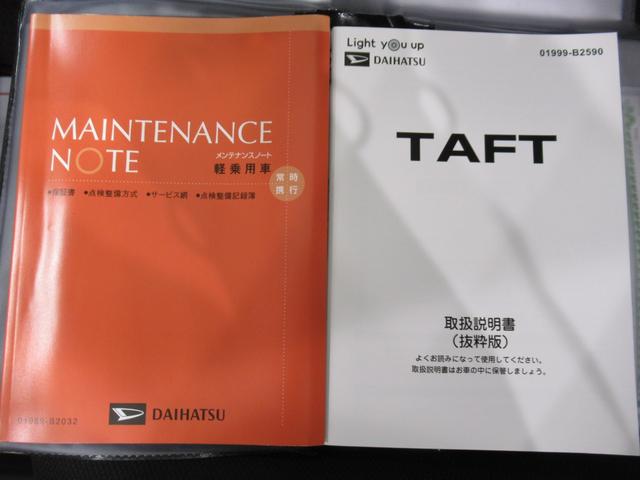 MAINTENANCE
NOTE
メンテナンスノート
軽乗用車
常時
携行
●保証書 ●点検整備方式 ●サービス網 ●点検整備記録簿
DAIHATSU
01989-B2032
Light you up
DAIHATSU
01999-B2590
TAFT
取扱説明書
（抜粋版）
よくお読みになって使用してください。
取扱説明書はお車の中に保管しましょう。